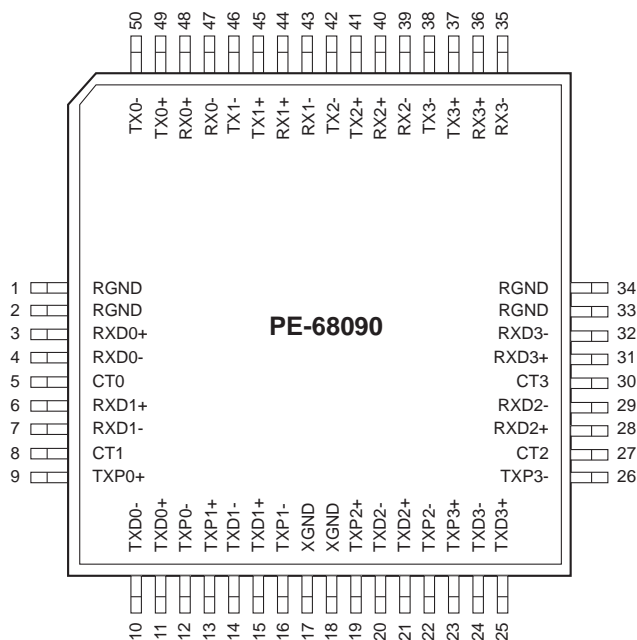 50 49 48 47 46 45 44 43 42 41 40 39 38 37 36 35
TX0- TX0+ RX0+ RX0- TX1- TX1+ RX1+ RX1- TX2- TX2+ RX2+ RX2- TX3- TX3+ RX3+ RX3-
1 RGND RGND 34
2 RGND RGND 33
3 RXD0+ PE-68090 RXD3- 32
4 RXD0- RXD3+ 31
5 CT0 CT3 30
6 RXD1+ RXD2- 29
7 RXD1- RXD2+ 28
8 CT1 CT2 27
9 TXP0+ TXP3- 26
TXD0- TXD0+ TXP0- TXP1+ TXD1- TXD1+ TXP1- XGND XGND TXP2+ TXD2- TXD2+ TXP2- TXP3+ TXD3- TXD3+
10 11 12 13 14 15 16 17 18 19 20 21 22 23 24 25